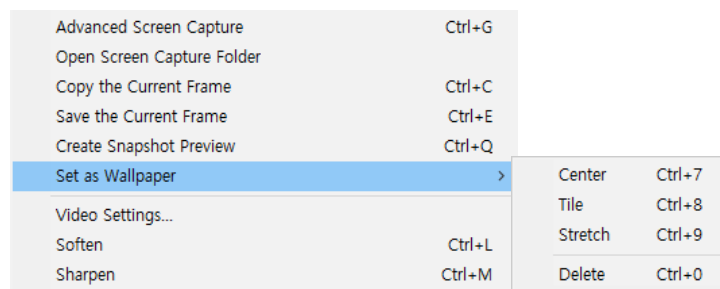 Advanced Screen Capture Ctrl+G
Open Screen Capture Folder
Copy the Current Frame Ctrl+C
Save the Current Frame Ctrl+E
Create Snapshot Preview Ctrl+Q
Set as Wallpaper >
Video Settings...
Soften Ctrl+L
Sharpen Ctrl+M
Center Ctrl+7
Tile Ctrl+8
Stretch Ctrl+9
Delete Ctrl+0